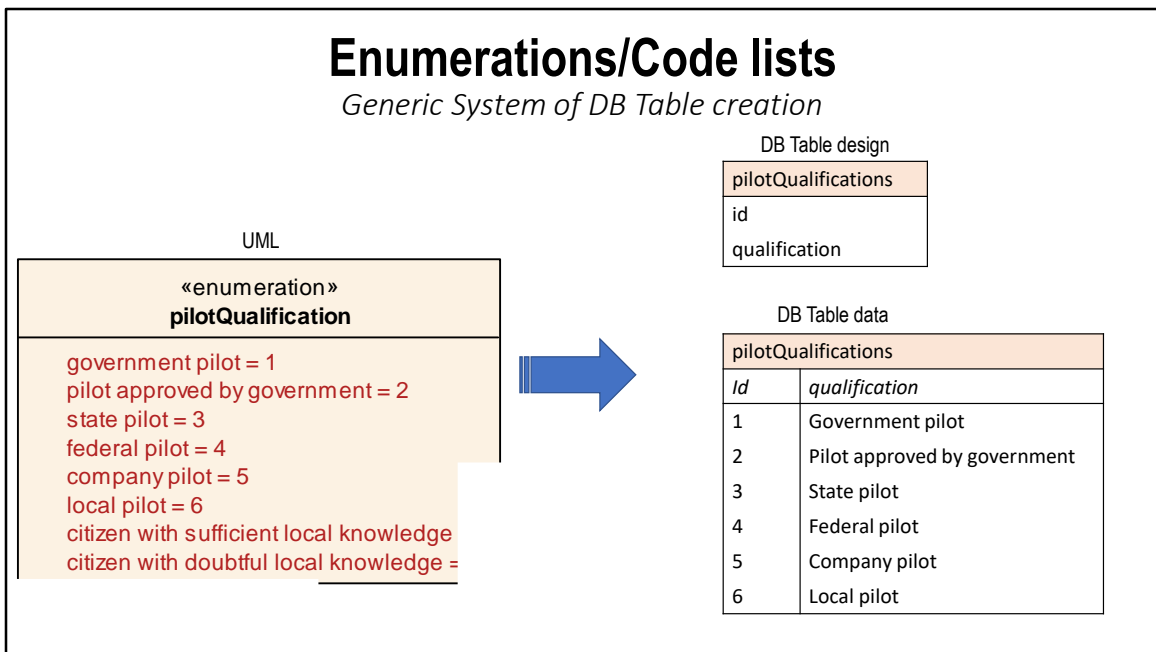 Enumerations/Code lists
Generic System of DB Table creation
UML
«enumeration»
pilotQualification
government pilot = 1
pilot approved by government = 2
state pilot = 3
federal pilot = 4
company pilot = 5
local pilot = 6
citizen with sufficient local knowledge
citizen with doubtful local knowledge =
DB Table design
pilotQualifications
id
qualification
DB Table data
pilotQualifications
Id qualification
1 Government pilot
2 Pilot approved by government
3 State pilot
4 Federal pilot
5 Company pilot
6 Local pilot